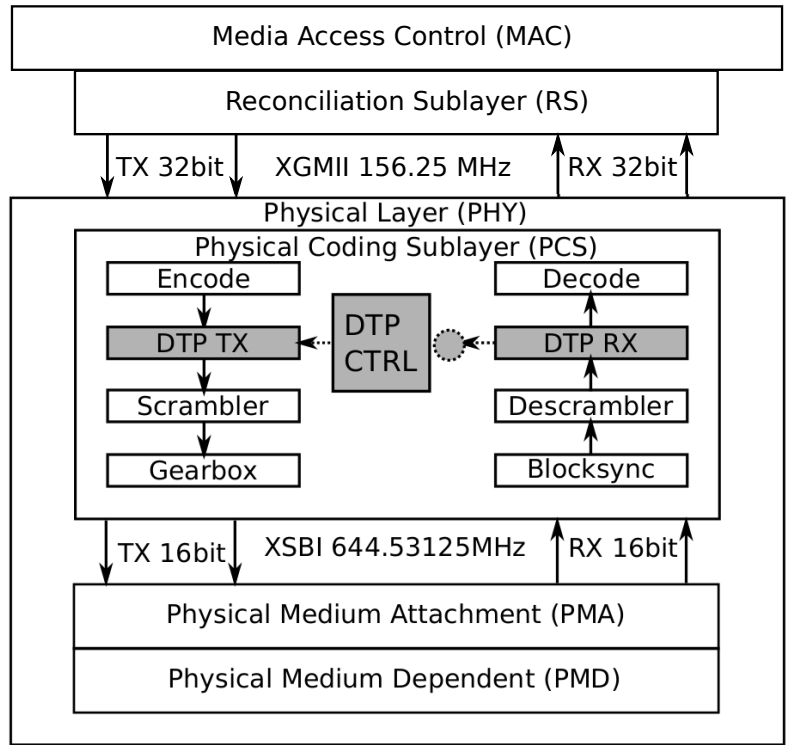 Media Access Control (MAC)
Reconciliation Sublayer (RS)
TX 32bit XGMII 156.25 MHz RX 32bit
Physical Layer (PHY)
Physical Coding Sublayer (PCS)
Encode Decode
DTP TX DTP CTRL DTP RX
Scrambler Descrambler
Gearbox Blocksync
TX 16bit XSBI 644.53125MHz RX 16bit
Physical Medium Attachment (PMA)
Physical Medium Dependent (PMD)